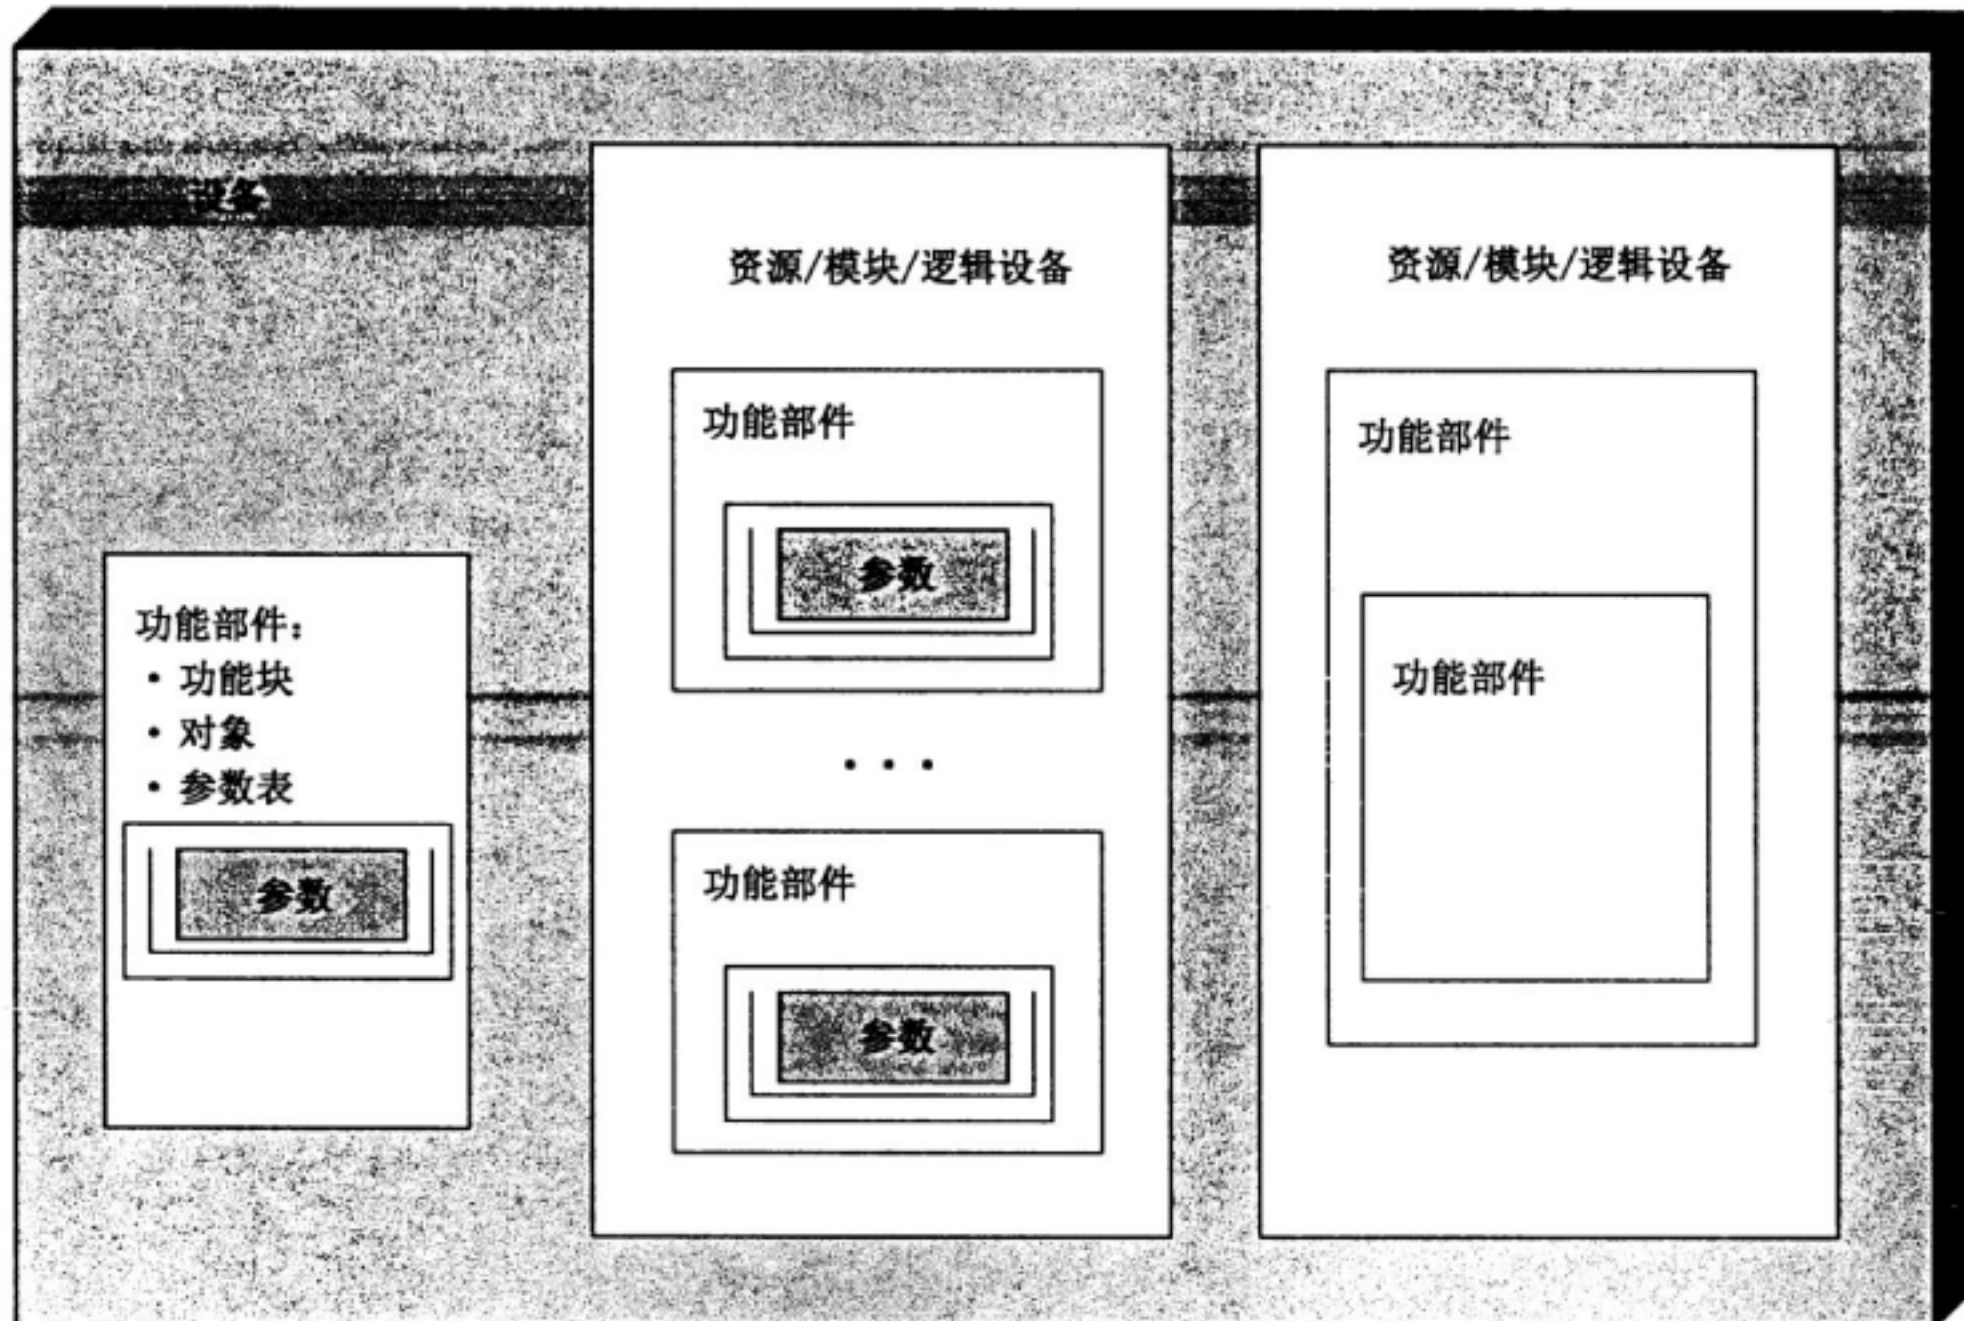 设备
功能部件：
・功能块
・对象
・参数表
参数
资源/模块/逻辑设备
功能部件
参数
...
功能部件
参数
资源/模块/逻辑设备
功能部件
功能部件